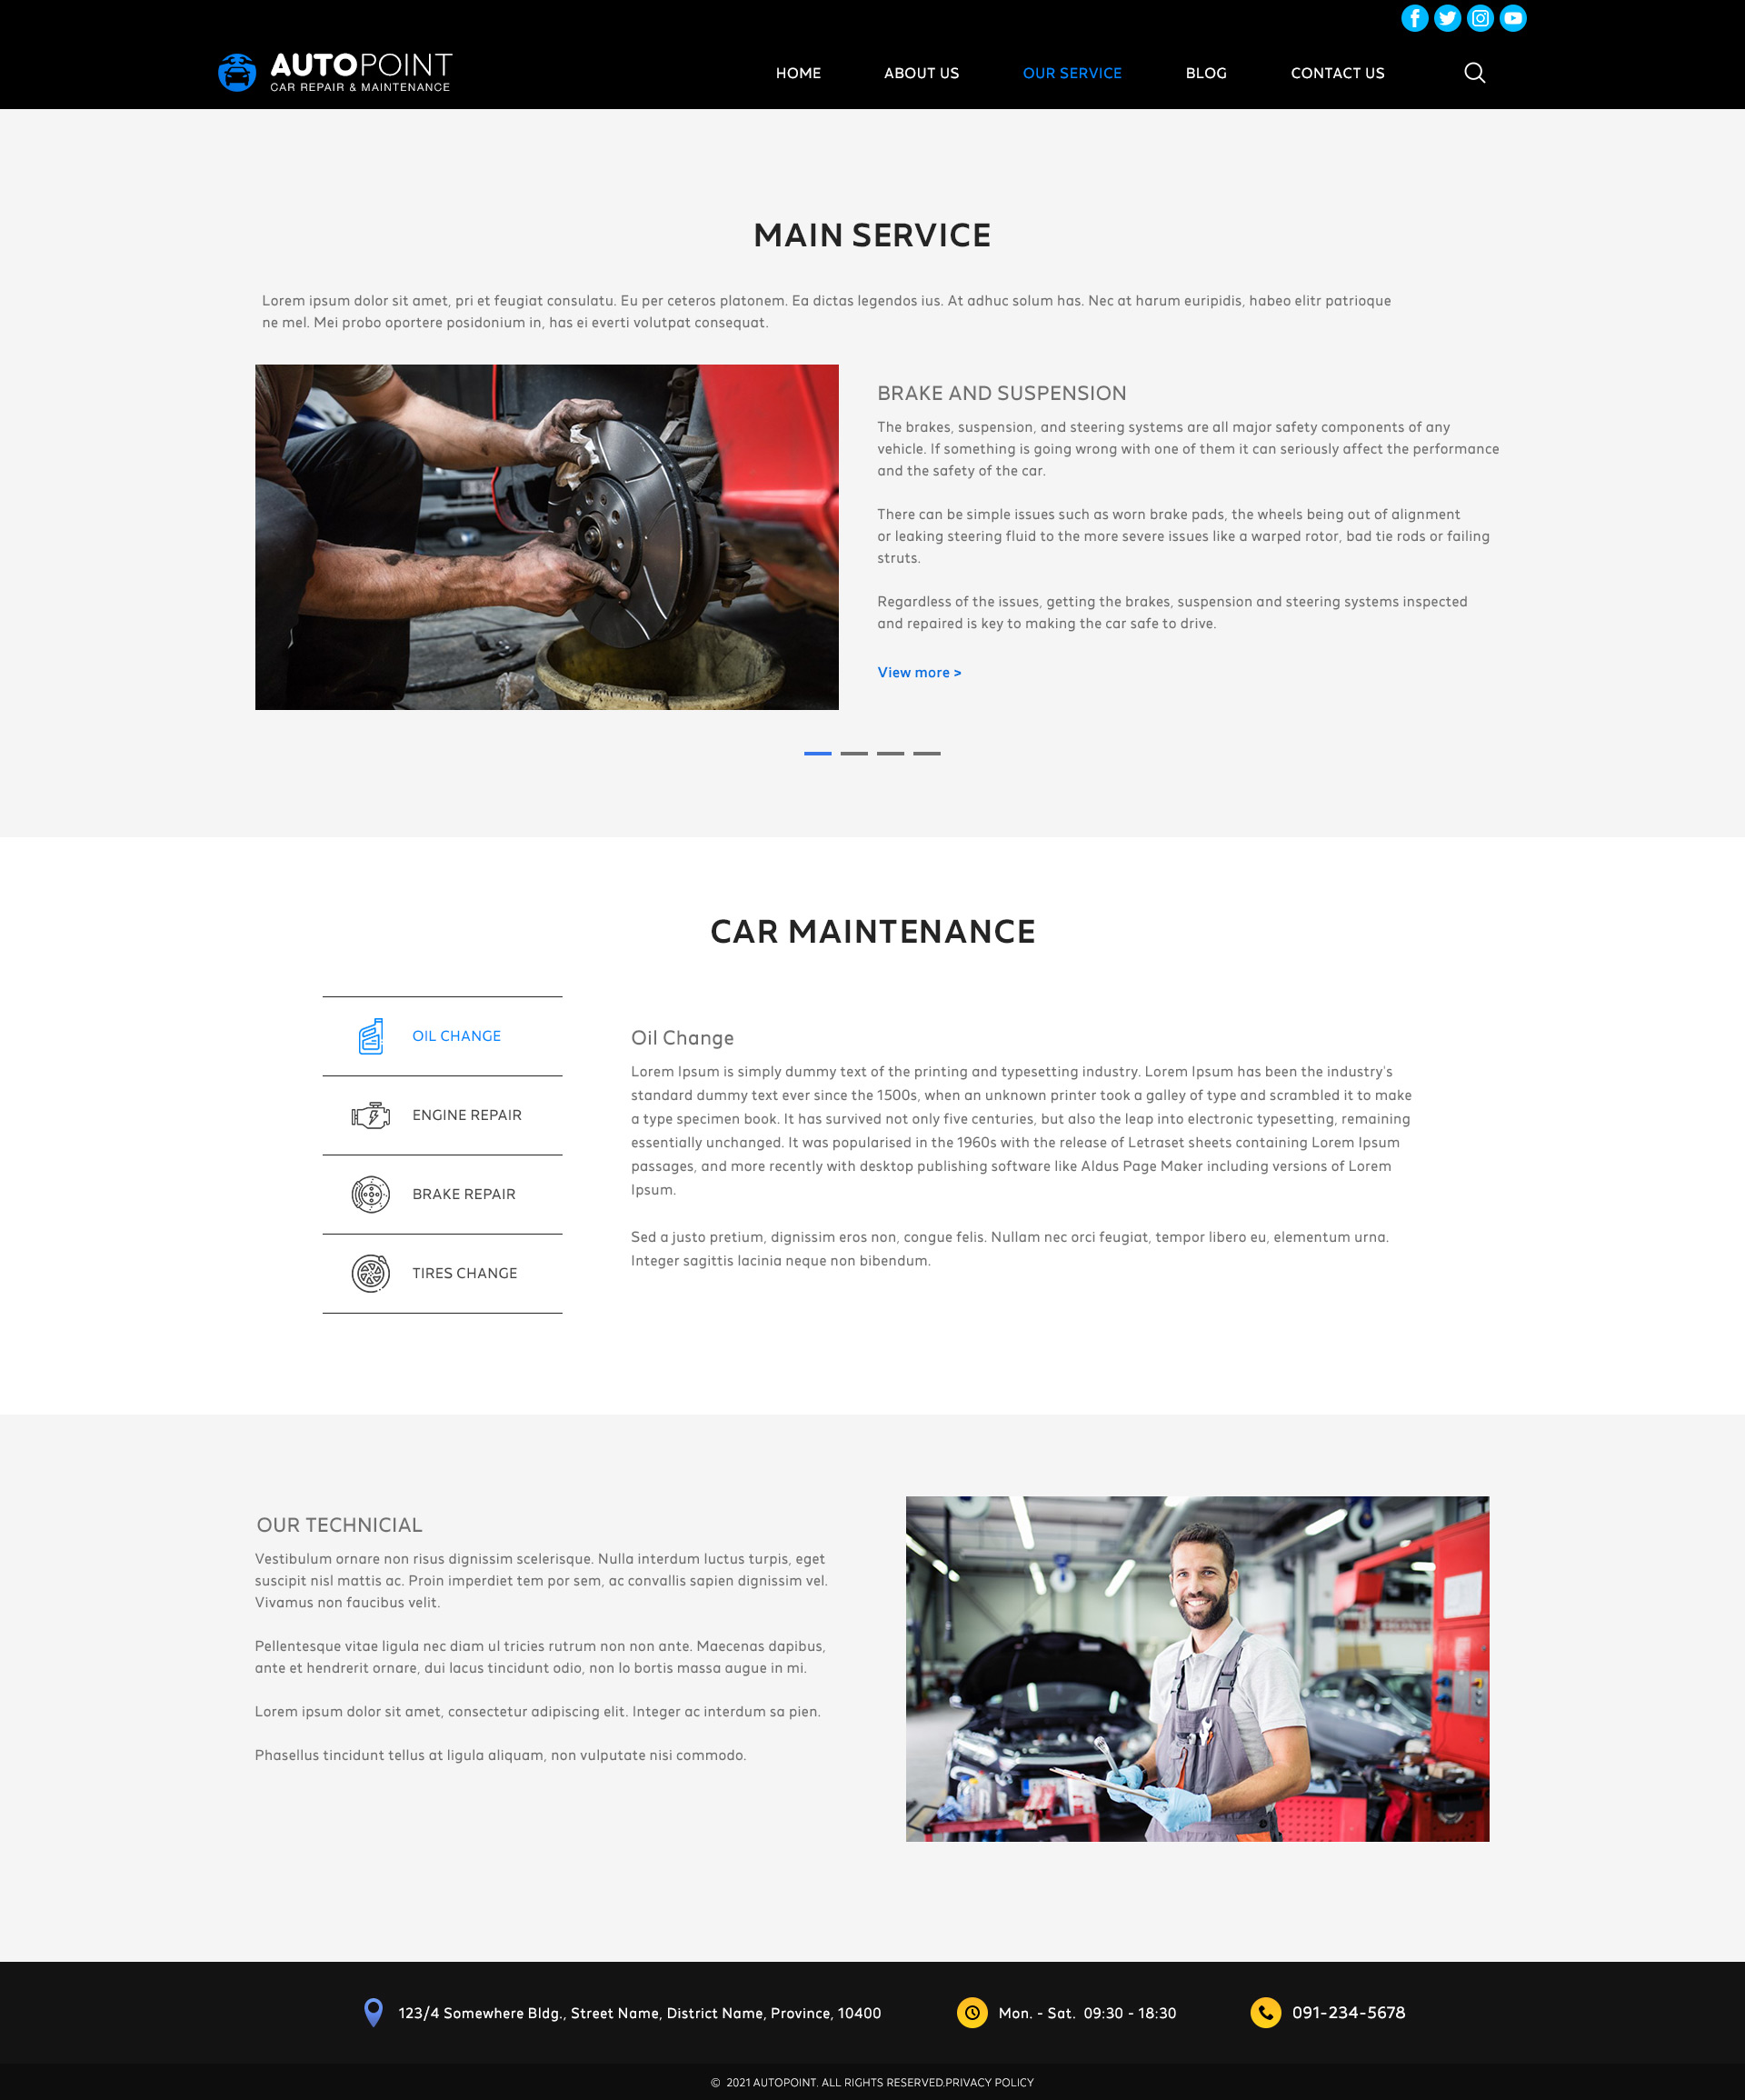 AUTOPOINT
CAR REPAIR & MAINTENANCE
HOME
ABOUT US
OUR SERVICE
BLOG
CONTACT US
MAIN SERVICE
Lorem ipsum dolor sit amet, pri et feugiat consulatu. Eu per ceteros platonem. Ea dictas legendos ius. At adhuc solum has. Nec at harum euripidis, habeo elitr patrioque
ne mel. Mei probo oportere posidonium in, has ei everti volutpat consequat.
BRAKE AND SUSPENSION
The brakes, suspension, and steering systems are all major safety components of any
vehicle. If something is going wrong with one of them it can seriously affect the performance
and the safety of the car.
There can be simple issues such as worn brake pads, the wheels being out of alignment
or leaking steering fluid to the more severe issues like a warped rotor, bad tie rods or failing
struts.
Regardless of the issues, getting the brakes, suspension and steering systems inspected
and repaired is key to making the car safe to drive.
View more >
CAR MAINTENANCE
OIL CHANGE
ENGINE REPAIR
BRAKE REPAIR
TIRES CHANGE
Oil Change
Lorem Ipsum is simply dummy text of the printing and typesetting industry. Lorem Ipsum has been the industry's
standard dummy text ever since the 1500s, when an unknown printer took a galley of type and scrambled it to make
a type specimen book. It has survived not only five centuries, but also the leap into electronic typesetting, remaining
essentially unchanged. It was popularised in the 1960s with the release of Letraset sheets containing Lorem Ipsum
passages, and more recently with desktop publishing software like Aldus Page Maker including versions of Lorem
Ipsum.
Sed a justo pretium, dignissim eros non, congue felis. Nullam nec orci feugiat, tempor libero eu, elementum urna.
Integer sagittis lacinia neque non bibendum.
OUR TECHNICIAL
Vestibulum ornare non risus dignissim scelerisque. Nulla interdum luctus turpis, eget
suscipit nisl mattis ac. Proin imperdiet tem por sem, ac convallis sapien dignissim vel.
Vivamus non faucibus velit.
Pellentesque vitae ligula nec diam ul tricies rutrum non non ante. Maecenas dapibus,
ante et hendrerit ornare, dui lacus tincidunt odio, non lo bortis massa augue in mi.
Lorem ipsum dolor sit amet, consectetur adipiscing elit. Integer ac interdum sa pien.
Phasellus tincidunt tellus at ligula aliquam, non vulputate nisi commodo.
123/4 Somewhere Bldg., Street Name, District Name, Province, 10400
Mon. - Sat. 09:30 - 18:30
091-234-5678
© 2021 AUTOPOINT. ALL RIGHTS RESERVED.PRIVACY POLICY